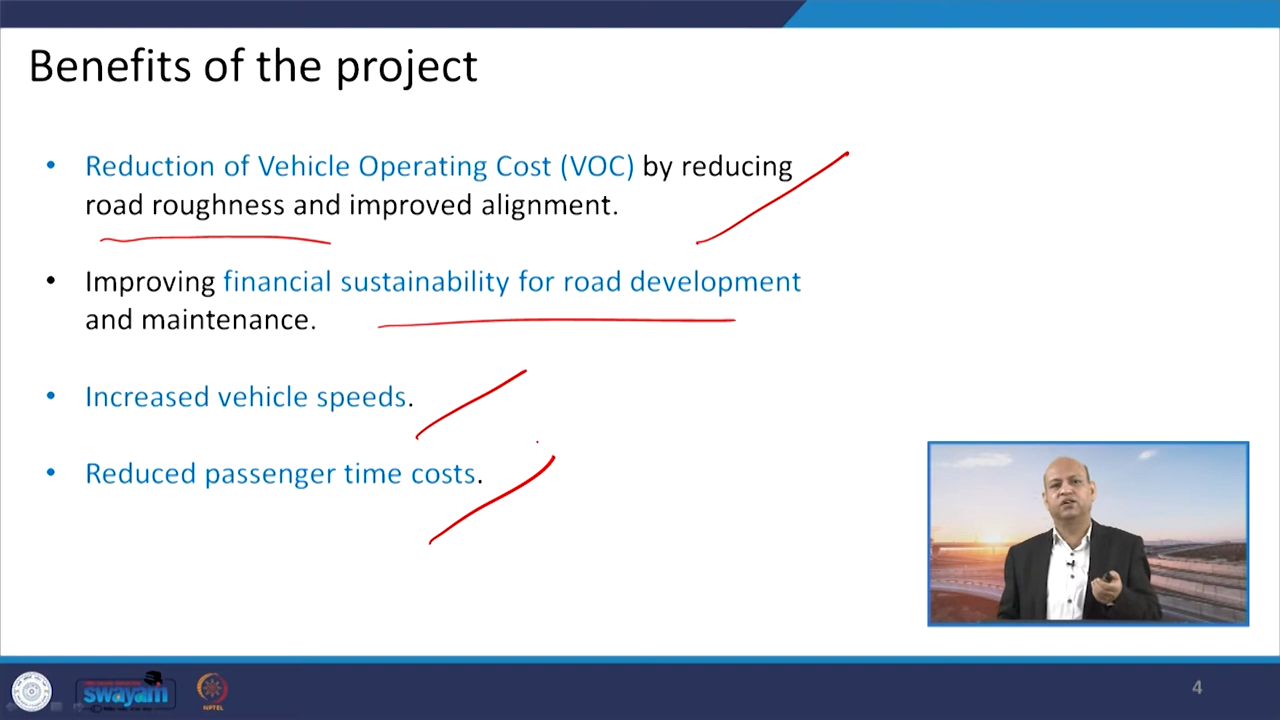 Benefits of the project
• Reduction of Vehicle Operating Cost (VOC) by reducing
road roughness and improved alignment.
• Improving financial sustainability for road development
and maintenance.
• Increased vehicle speeds.
• Reduced passenger time costs.
swayam
NPTEL
4